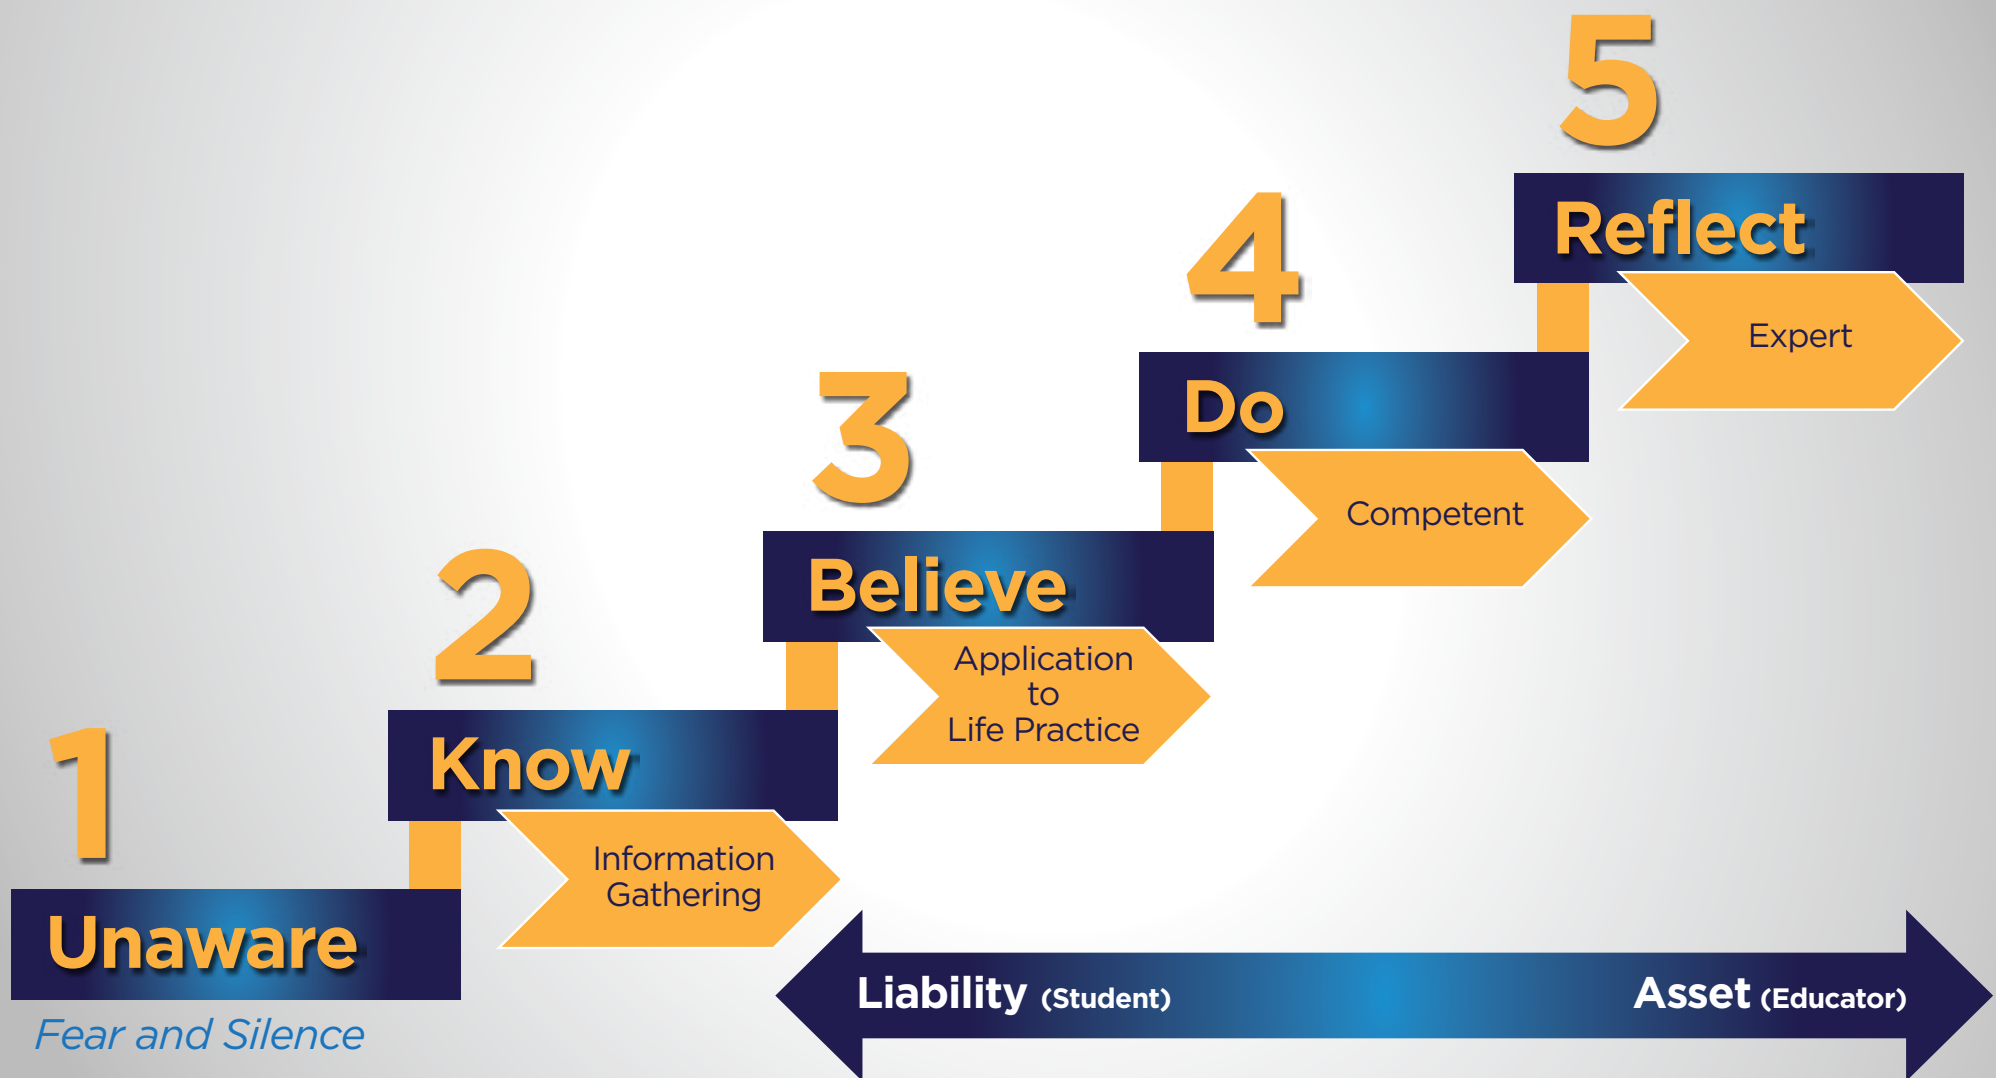 1
Unaware
Fear and Silence
2
Know
Information
Gathering
3
Believe
Application
to
Life Practice
4
Do
Competent
5
Reflect
Expert
Liability (Student)
Asset (Educator)